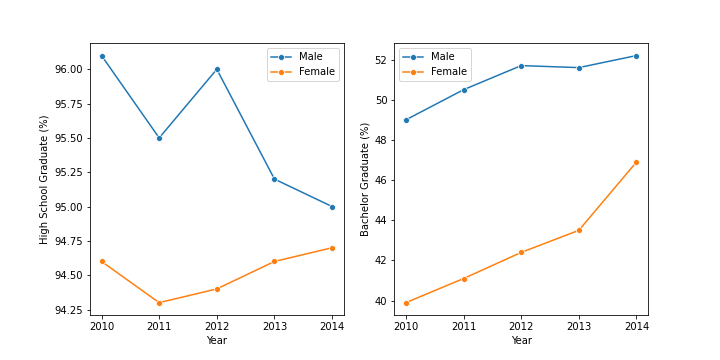 Male
Female
96.00
95.75
95.50
95.25
95.00
94.75
94.50
94.25
High School Graduate (%)
2010 2011 2012 2013 2014
Year
Male
Female
52
50
48
46
44
42
40
Bachelor Graduate (%)
2010 2011 2012 2013 2014
Year